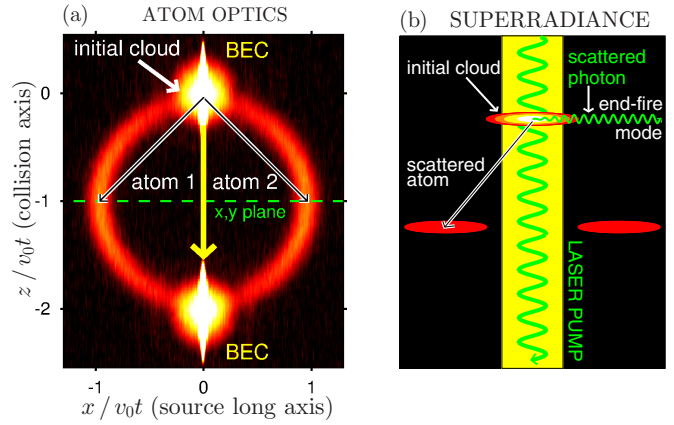 (a) ATOM OPTICS
initial cloud
BEC
atom 1
atom 2
x,y plane
BEC
z / v₀t (collision axis)
0
-1
-2
-1
0
1
x / v₀t (source long axis)
(b) SUPERRADIANCE
initial cloud
scattered
photon
end-fire
mode
scattered
atom
LASER PUMP